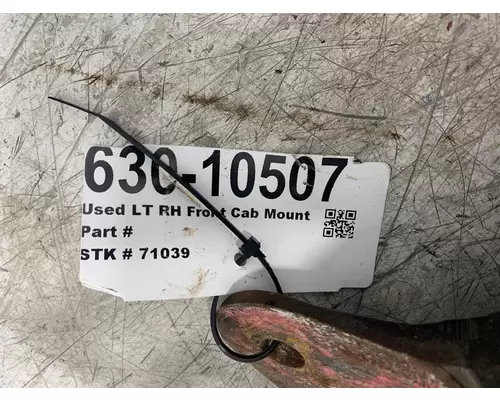 630-10507
Used LT RH Front Cab Mount
Part #
STK # 71039